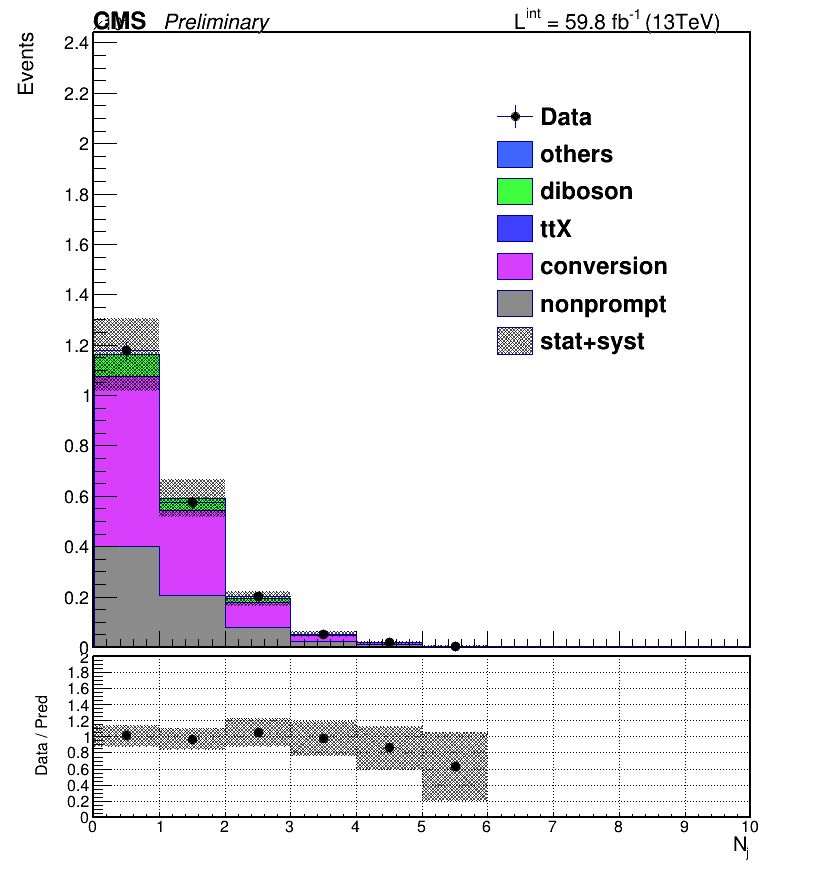 CMS Preliminary L^int = 59.8 fb^-1 (13TeV)
Events
2.4
2.2
2
1.8
1.6
1.4
1.2
1
0.8
0.6
0.4
0.2
0
Data
others
diboson
ttX
conversion
nonprompt
stat+syst
Data / Pred
2
1.8
1.6
1.4
1.2
1
0.8
0.6
0.4
0.2
0
0 1 2 3 4 5 6 7 8 9 10
N_j